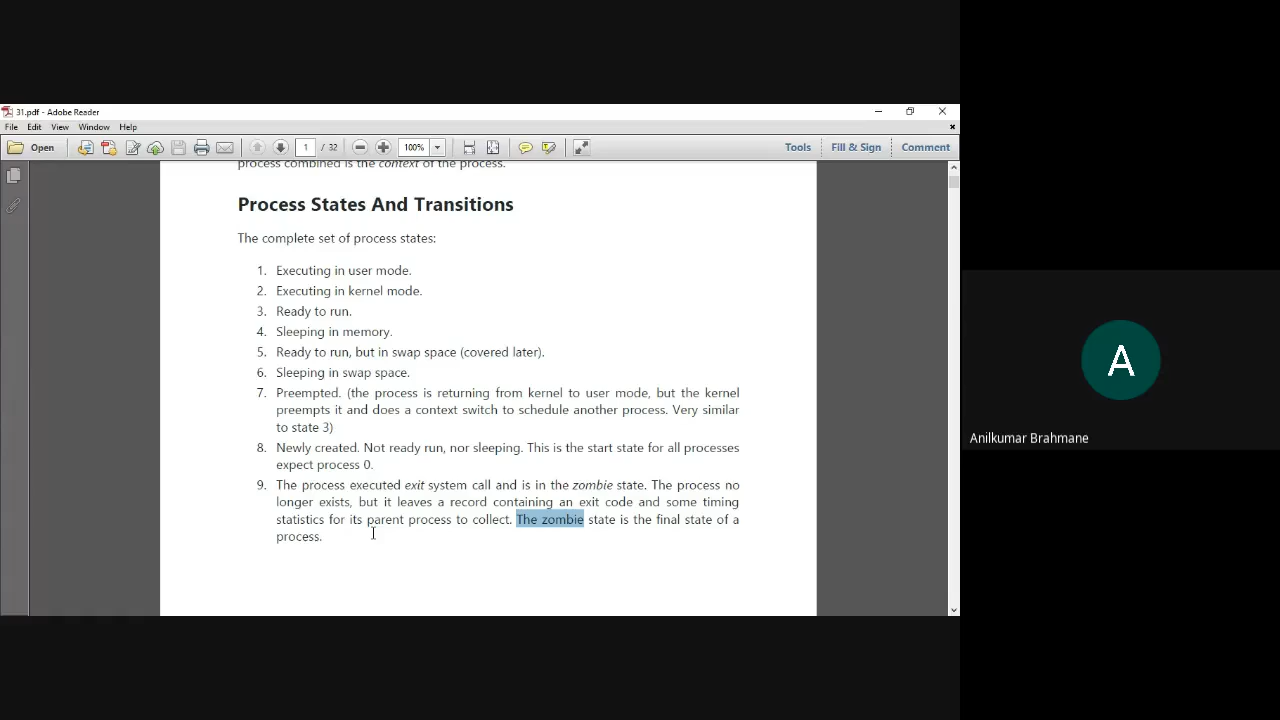 31.pdf - Adobe Reader
File Edit View Window Help
Open 1 / 32 100% Tools Fill & Sign Comment
process combined is the context of the process.
Process States And Transitions
The complete set of process states:
1. Executing in user mode.
2. Executing in kernel mode.
3. Ready to run.
4. Sleeping in memory.
5. Ready to run, but in swap space (covered later).
6. Sleeping in swap space.
7. Preempted. (the process is returning from kernel to user mode, but the kernel
preempts it and does a context switch to schedule another process. Very similar
to state 3)
8. Newly created. Not ready run, nor sleeping. This is the start state for all processes
expect process 0.
9. The process executed exit system call and is in the zombie state. The process no
longer exists, but it leaves a record containing an exit code and some timing
statistics for its parent process to collect. The zombie state is the final state of a
process.
A
Anilkumar Brahmane